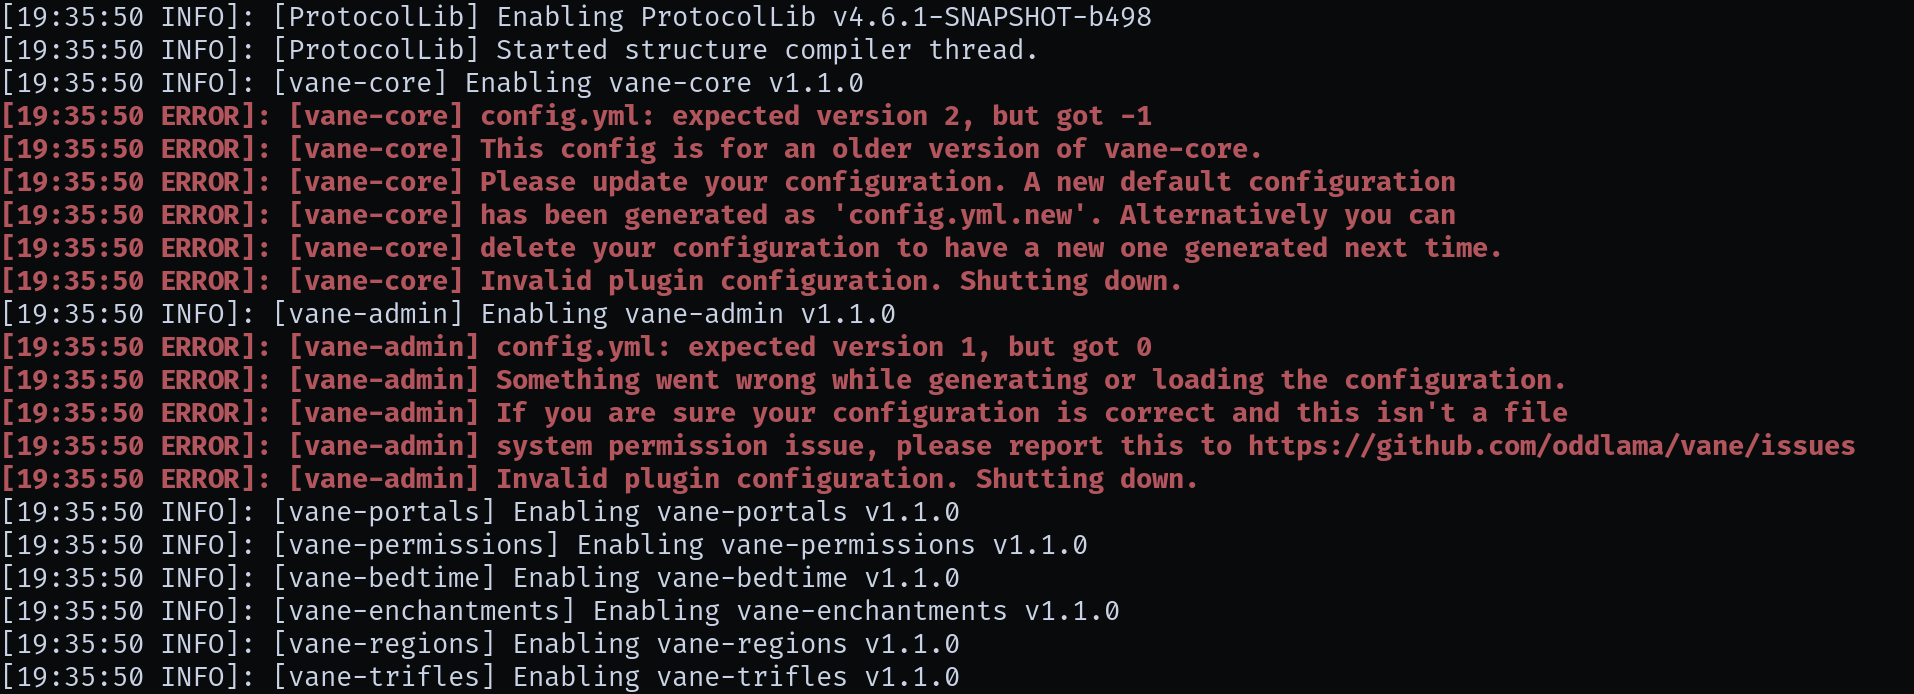 [19:35:50 INFO]: [ProtocolLib] Enabling ProtocolLib v4.6.1-SNAPSHOT-b498
[19:35:50 INFO]: [ProtocolLib] Started structure compiler thread.
[19:35:50 INFO]: [vane-core] Enabling vane-core v1.1.0
[19:35:50 ERROR]: [vane-core] config.yml: expected version 2, but got -1
[19:35:50 ERROR]: [vane-core] This config is for an older version of vane-core.
[19:35:50 ERROR]: [vane-core] Please update your configuration. A new default configuration
[19:35:50 ERROR]: [vane-core] has been generated as 'config.yml.new'. Alternatively you can
[19:35:50 ERROR]: [vane-core] delete your configuration to have a new one generated next time.
[19:35:50 ERROR]: [vane-core] Invalid plugin configuration. Shutting down.
[19:35:50 INFO]: [vane-admin] Enabling vane-admin v1.1.0
[19:35:50 ERROR]: [vane-admin] config.yml: expected version 1, but got 0
[19:35:50 ERROR]: [vane-admin] Something went wrong while generating or loading the configuration.
[19:35:50 ERROR]: [vane-admin] If you are sure your configuration is correct and this isn't a file
[19:35:50 ERROR]: [vane-admin] system permission issue, please report this to https://github.com/oddlama/vane/issues
[19:35:50 ERROR]: [vane-admin] Invalid plugin configuration. Shutting down.
[19:35:50 INFO]: [vane-portals] Enabling vane-portals v1.1.0
[19:35:50 INFO]: [vane-permissions] Enabling vane-permissions v1.1.0
[19:35:50 INFO]: [vane-bedtime] Enabling vane-bedtime v1.1.0
[19:35:50 INFO]: [vane-enchantments] Enabling vane-enchantments v1.1.0
[19:35:50 INFO]: [vane-regions] Enabling vane-regions v1.1.0
[19:35:50 INFO]: [vane-trifles] Enabling vane-trifles v1.1.0